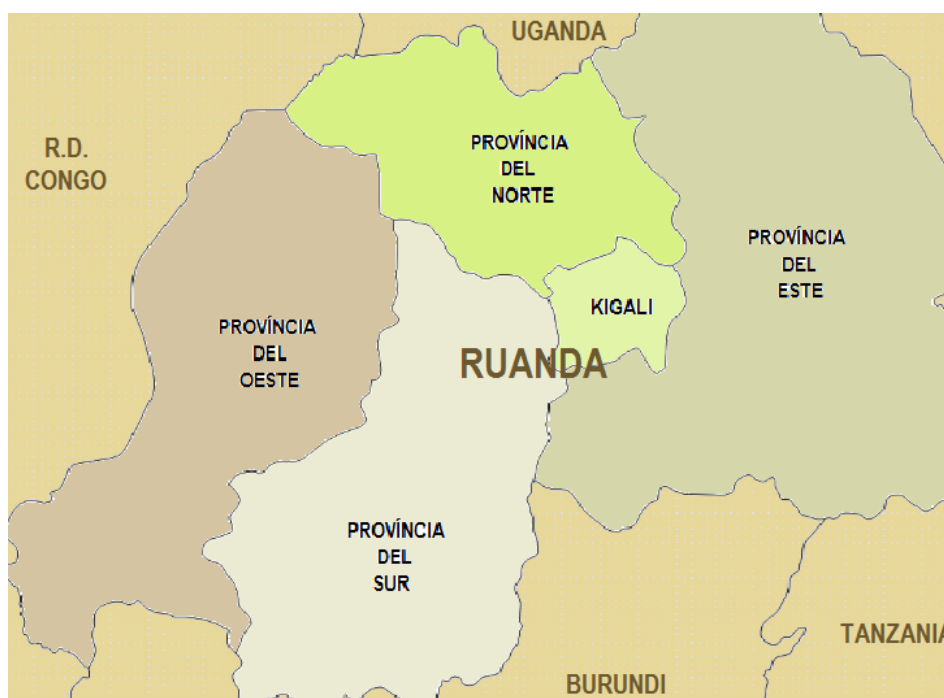 UGANDA
R.D.
CONGO
PROVÍNCIA
DEL
NORTE
PROVÍNCIA
DEL
ESTE
KIGALI
PROVÍNCIA
DEL
OESTE
RUANDA
PROVÍNCIA
DEL
SUR
TANZANIA
BURUNDI